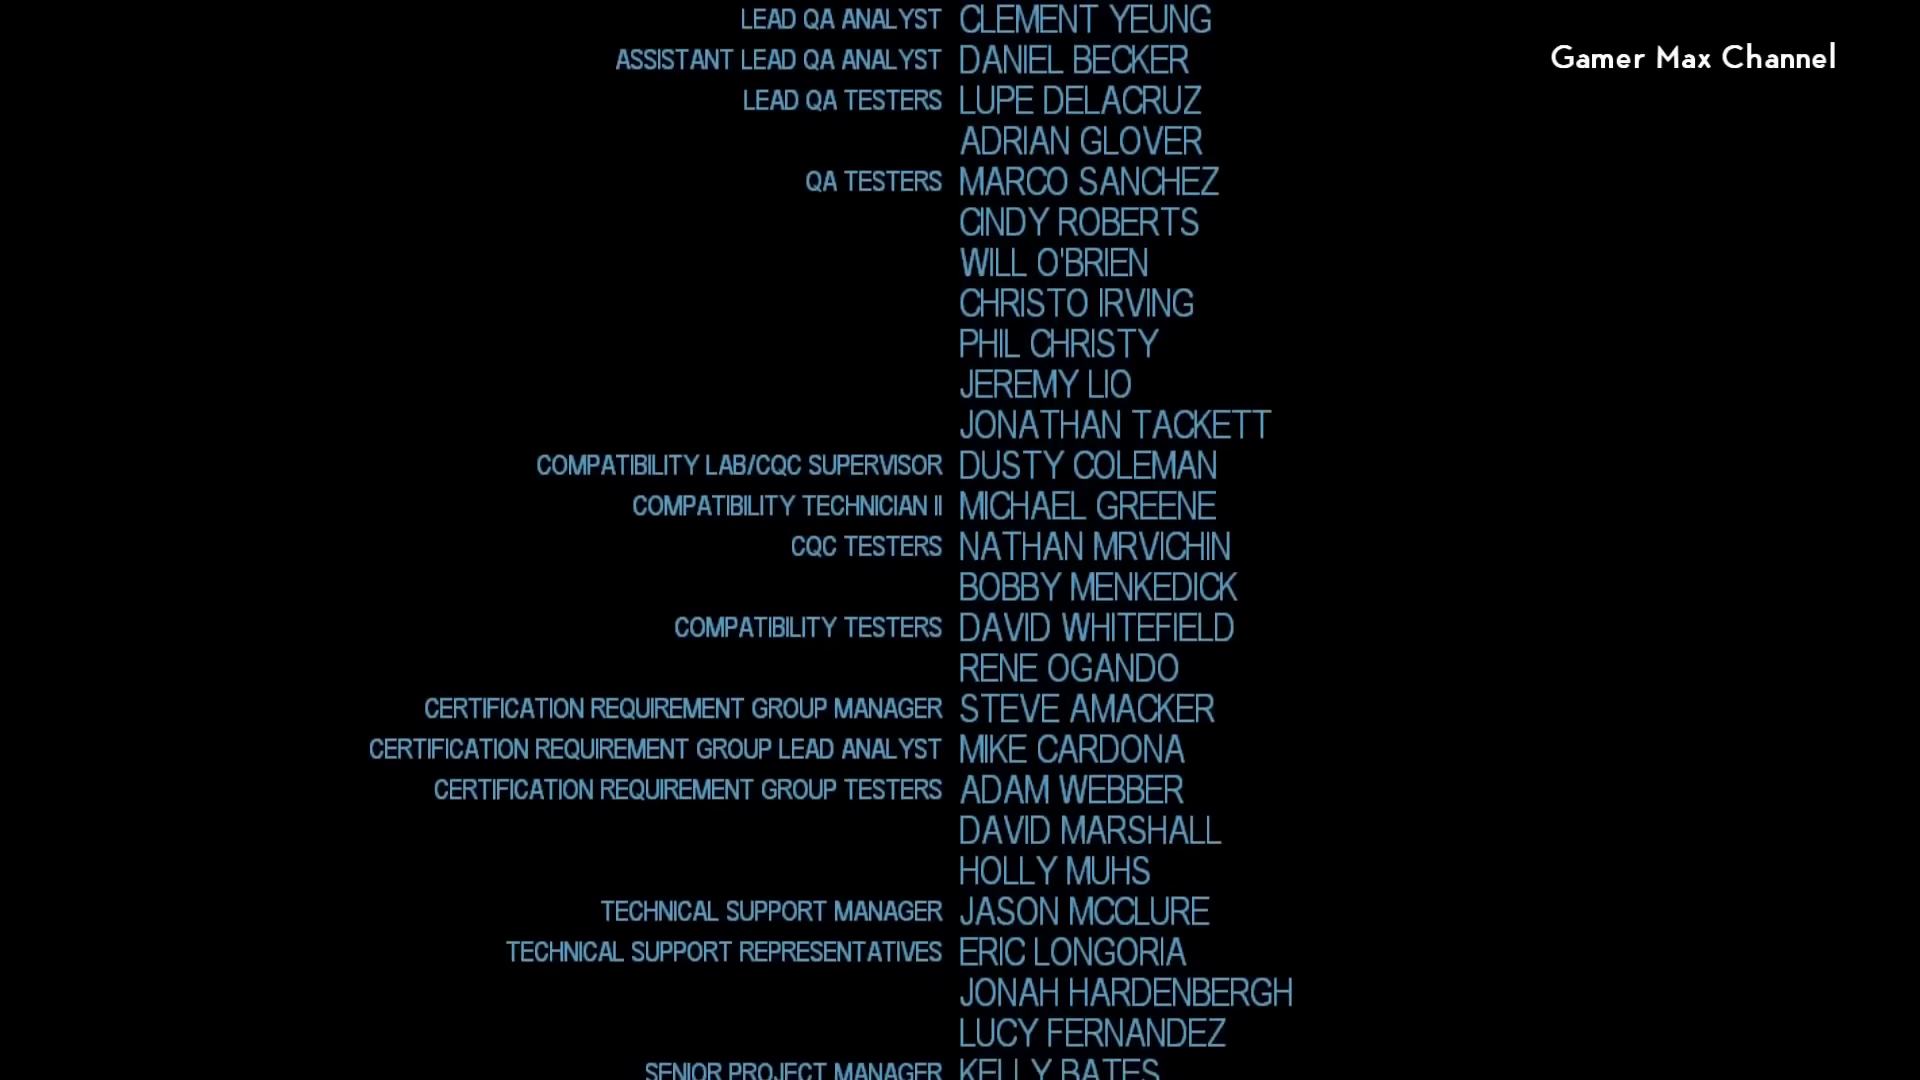 LEAD QA ANALYST CLEMENT YEUNG
Gamer Max Channel
ASSISTANT LEAD QA ANALYST DANIEL BECKER
LEAD QA TESTERS LUPE DELACRUZ
ADRIAN GLOVER
QA TESTERS MARCO SANCHEZ
CINDY ROBERTS
WILL O'BRIEN
CHRISTO IRVING
PHIL CHRISTY
JEREMY LIO
JONATHAN TACKETT
COMPATIBILITY LAB/CQC SUPERVISOR DUSTY COLEMAN
COMPATIBILITY TECHNICIAN II MICHAEL GREENE
CQC TESTERS NATHAN MRVICHIN
BOBBY MENKEDICK
COMPATIBILITY TESTERS DAVID WHITEFIELD
RENE OGANDO
CERTIFICATION REQUIREMENT GROUP MANAGER STEVE AMACKER
CERTIFICATION REQUIREMENT GROUP LEAD ANALYST MIKE CARDONA
CERTIFICATION REQUIREMENT GROUP TESTERS ADAM WEBBER
DAVID MARSHALL
HOLLY MUHS
TECHNICAL SUPPORT MANAGER JASON MCCLURE
TECHNICAL SUPPORT REPRESENTATIVES ERIC LONGORIA
JONAH HARDENBERGH
LUCY FERNANDEZ
SENIOR PROJECT MANAGER KELLY BATES